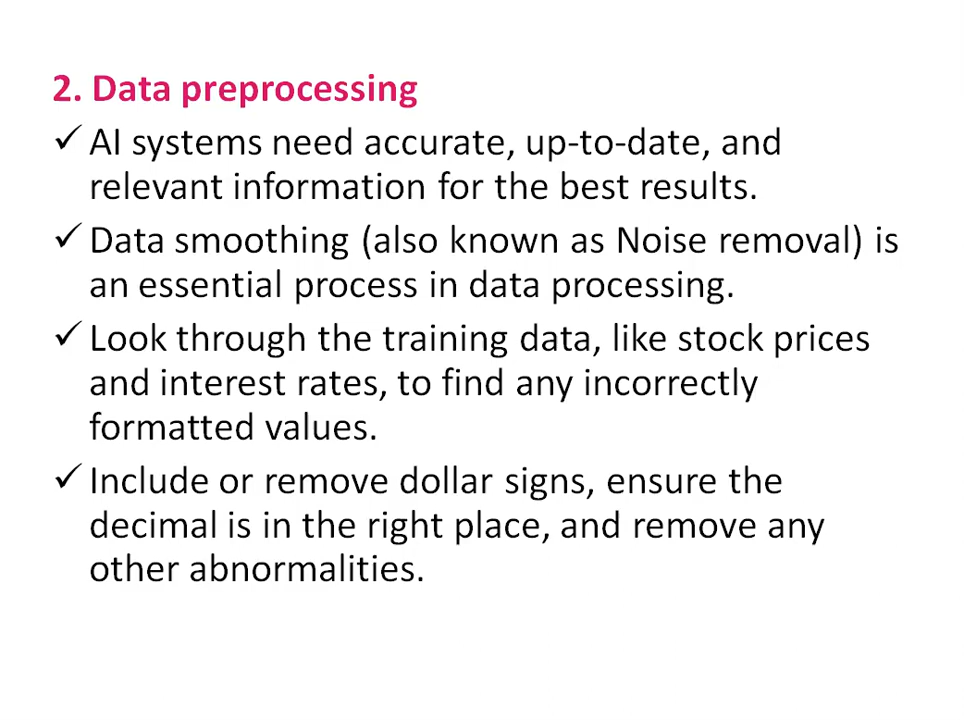 2. Data preprocessing
✓ AI systems need accurate, up-to-date, and
relevant information for the best results.
✓ Data smoothing (also known as Noise removal) is
an essential process in data processing.
✓ Look through the training data, like stock prices
and interest rates, to find any incorrectly
formatted values.
✓ Include or remove dollar signs, ensure the
decimal is in the right place, and remove any
other abnormalities.